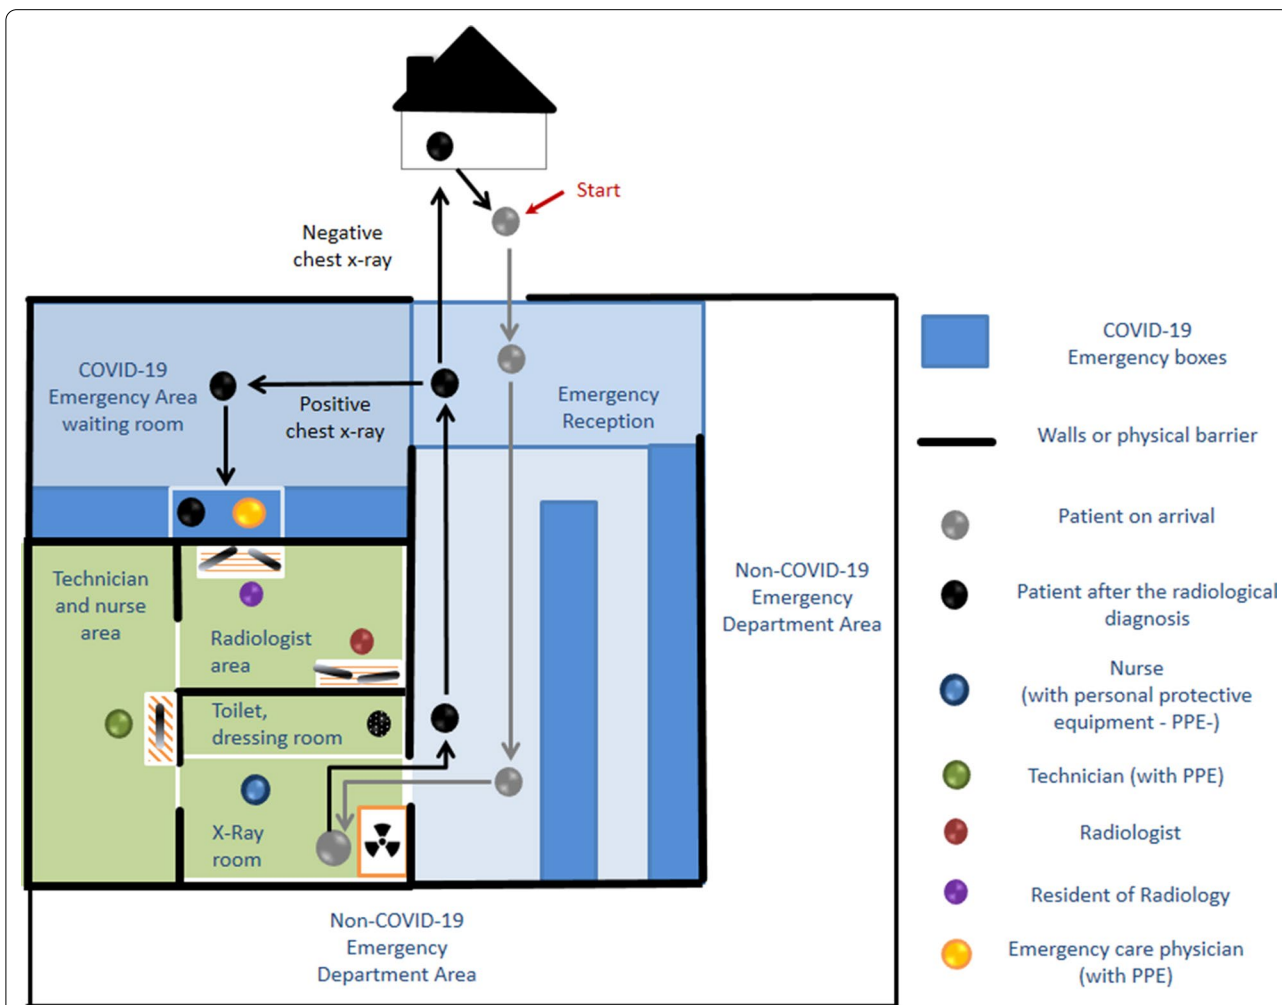 Start
Negative
chest x-ray
COVID-19
Emergency Area
waiting room
Positive
chest x-ray
Emergency
Reception
Technician
and nurse
area
Radiologist
area
Toilet,
dressing room
X-Ray
room
Non-COVID-19
Emergency
Department Area
Non-COVID-19
Emergency
Department Area
COVID-19
Emergency boxes
Walls or physical barrier
Patient on arrival
Patient after the radiological
diagnosis
Nurse
(with personal protective
equipment - PPE-)
Technician (with PPE)
Radiologist
Resident of Radiology
Emergency care physician
(with PPE)